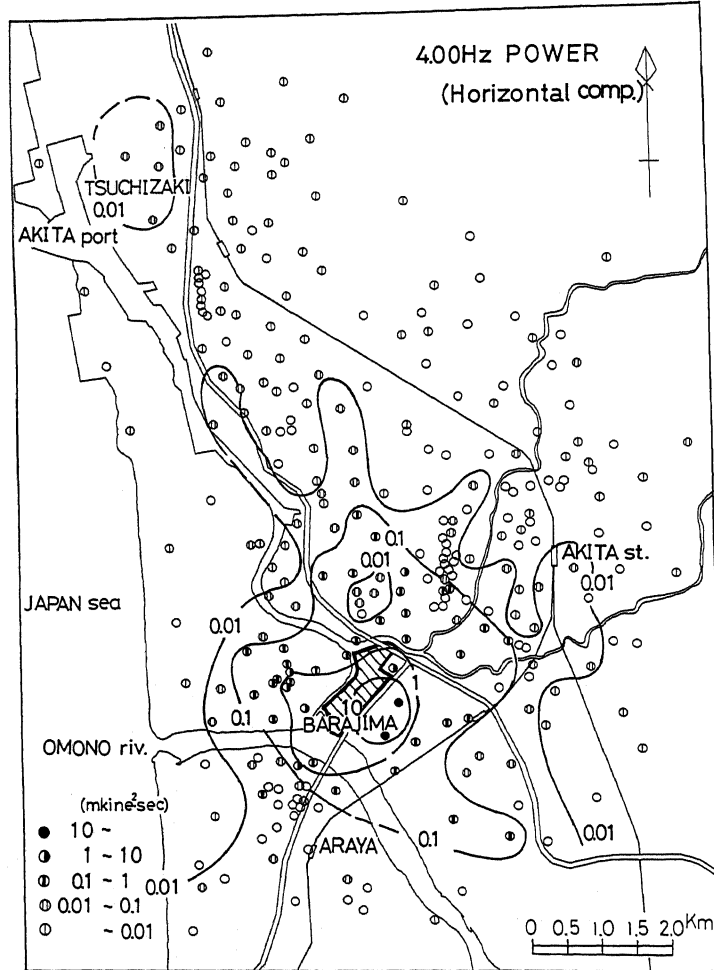 4.00Hz POWER
(Horizontal comp.)
TSUCHIZAKI
0.01
AKITA port
0.1
AKITA st.
0.01
0.01
JAPAN sea
0.01
1
0.1
10
BARAJIMA
OMONO riv.
(mkine²sec)
10 ~
1 ~ 10
0.1 ~ 1
0.01
0.01 ~ 0.1
~ 0.01
ARAYA
0.1
0.01
0 0.5 1.0 1.5 2.0 Km